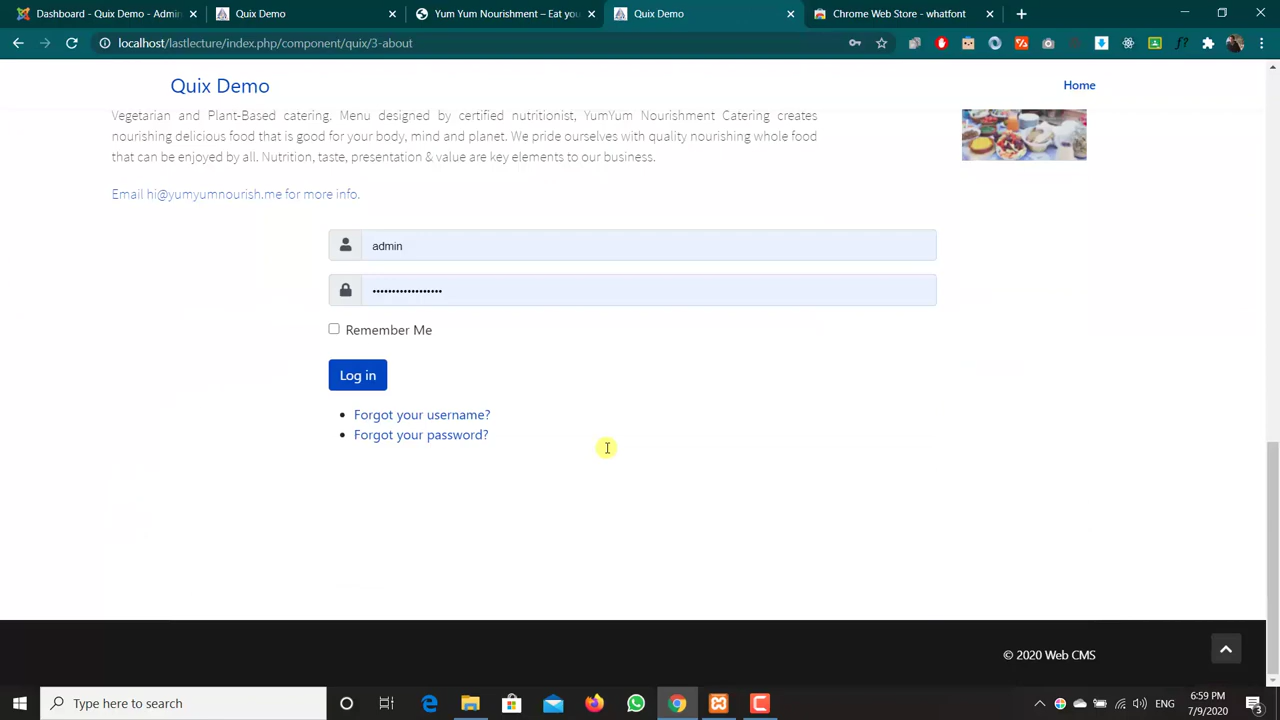 Dashboard - Quix Demo - Admin
Quix Demo
Yum Yum Nourishment – Eat you
Quix Demo
Chrome Web Store - whatfont
localhost/lastlecture/index.php/component/quix/3-about
Quix Demo
Home
Vegetarian and Plant-Based Catering. Menu designed by certified nutritionist, YumYum Nourishment Catering creates
nourishing delicious food that is good for your body, mind and planet. We pride ourselves with quality nourishing whole food
that can be enjoyed by all. Nutrition, taste, presentation & value are key elements to our business.
Email hi@yumyumnourish.me for more info.
admin
••••••••••••••••••
Remember Me
Log in
• Forgot your username?
• Forgot your password?
© 2020 Web CMS
Type here to search
ENG
6:59 PM
7/9/2020
3